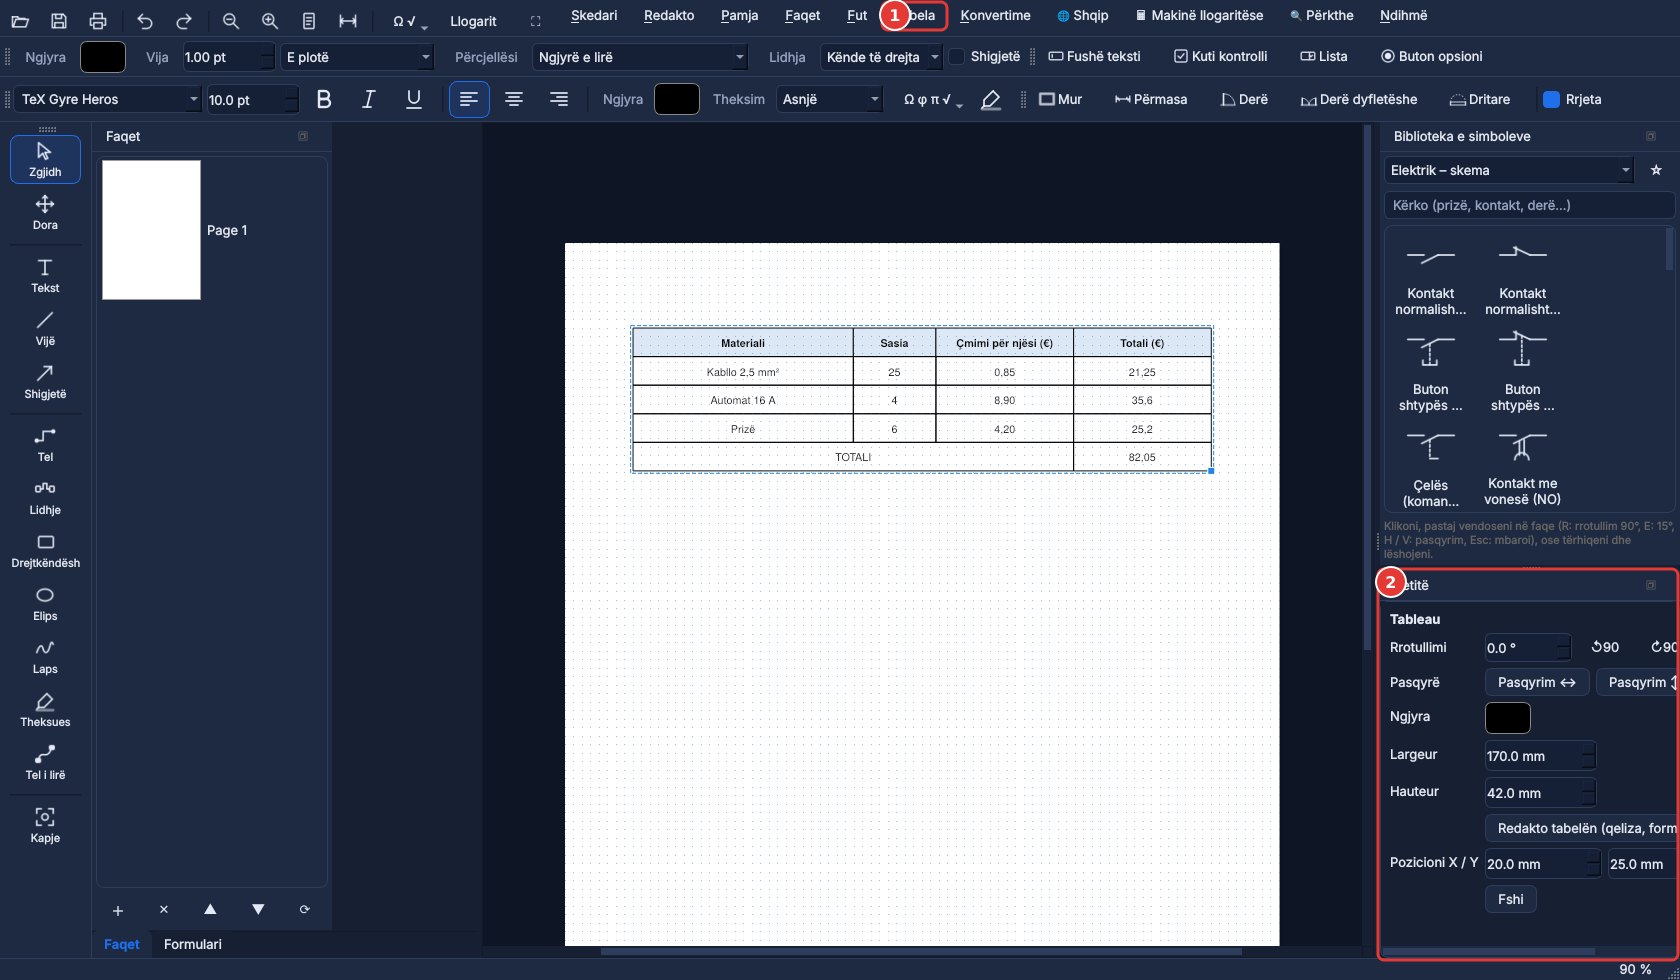 Llogarit
Skedari
Redakto
Pamja
Faqet
Fut
1
bela
Konvertime
Shqip
Makinë llogaritëse
Përkthe
Ndihmë
Ngjyra
Vija
1.00 pt
E plotë
Përcjellësi
Ngjyrë e lirë
Lidhja
Kënde të drejta
Shigjetë
Fushë teksti
Kuti kontrolli
Lista
Buton opsioni
TeX Gyre Heros
10.0 pt
B
I
U
Ngjyra
Theksim
Asnjë
Ω φ π √
Mur
Përmasa
Derë
Derë dyfletëshe
Dritare
Rrjeta
Zgjidh
Dora
Tekst
Vijë
Shigjetë
Tel
Lidhje
Drejtkëndësh
Elips
Laps
Theksues
Tel i lirë
Kapje
Faqet
Page 1
Faqet
Formulari
Materiali
Sasia
Çmimi për njësi (€)
Totali (€)
Kabllo 2,5 mm²
25
0,85
21,25
Automat 16 A
4
8,90
35,6
Prizë
6
4,20
25,2
TOTALI
82,05
Biblioteka e simboleve
Elektrik – skema
Kërko (prizë, kontakt, derë...)
Kontakt
normalish...
Kontakt
normalisht...
Buton
shtypës ...
Buton
shtypës ...
Çelës
(koman...
Kontakt me
vonesë (NO)
Klikoni, pastaj vendoseni në faqe (R: rrotullim 90°, E: 15°,
H / V: pasqyrim, Esc: mbaroi), ose tërhiqeni dhe
lëshojeni.
2
etitë
Tableau
Rrotullimi
0.0 °
90
90
Pasqyrë
Pasqyrim ↔
Pasqyrim ↕
Ngjyra
Largeur
170.0 mm
Hauteur
42.0 mm
Redakto tabelën (qeliza, form
Pozicioni X / Y
20.0 mm
25.0 mm
Fshi
90 %